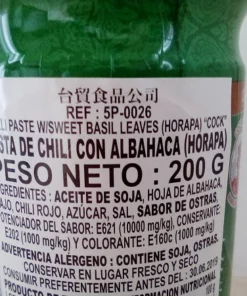 台貿食品公司
REF : 5P-0026
LI PASTE W/SWEET BASIL LEAVES (HORAPA) "COCK"
STA DE CHILI CON ALBAHACA (HORAPA)
PESO NETO : 200 G
INGREDIENTES : ACEITE DE SOJA, HOJA DE ALBAHACA,
AJO, CHILI ROJO, AZÚCAR, SAL, SABOR DE OSTRAS.
POTENCIADOR DEL SABOR: E621 (10000 mg/kg). CONSERVANTE:
E202 (1000 mg/kg) Y COLORANTE: E160c (1000 mg/kg)
ADVERTENCIA ALÉRGENO : CONTIENE SOJA, OSTRAS.
CONSERVAR EN LUGAR FRESCO Y SECO
CONSUMIR PREFERENTEMENTE ANTES DEL : 30.06.2019
INFORMACION NUTRICIONAL